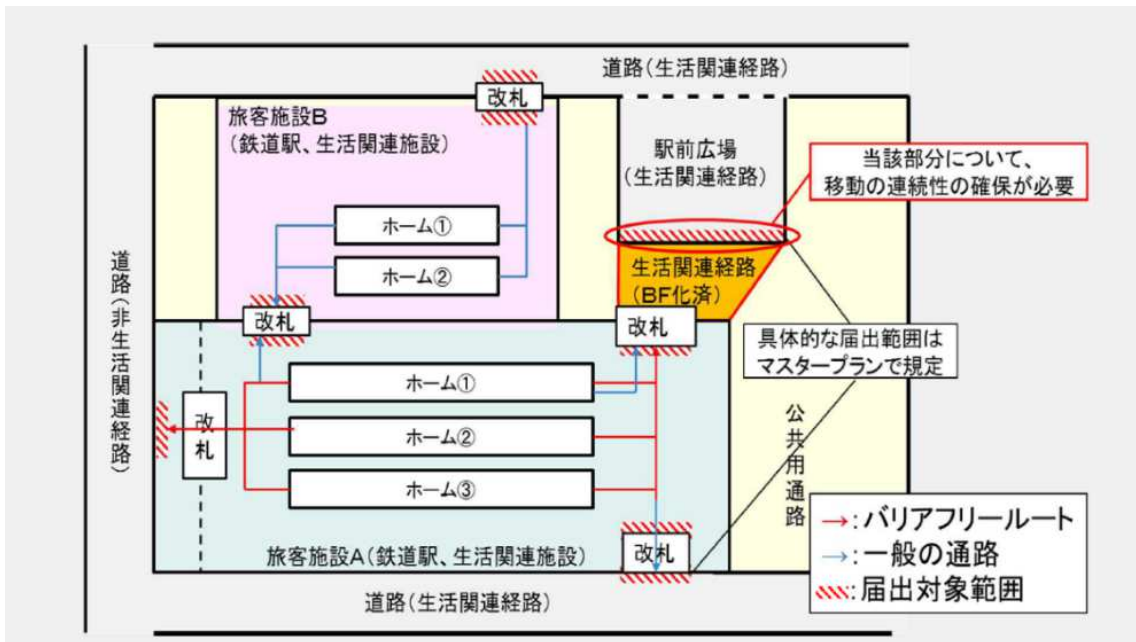 道路(生活関連経路)
改札
旅客施設B
(鉄道駅、生活関連施設)
駅前広場
(生活関連経路)
当該部分について、
移動の連続性の確保が必要
ホーム①
ホーム②
生活関連経路
(BF化済)
道路(非生活関連経路)
改札
改札
具体的な届出範囲は
マスタープランで規定
ホーム①
改札
ホーム②
ホーム③
公共用通路
旅客施設A(鉄道駅、生活関連施設)
改札
道路(生活関連経路)
→:バリアフリールート
→:一般の通路
:届出対象範囲